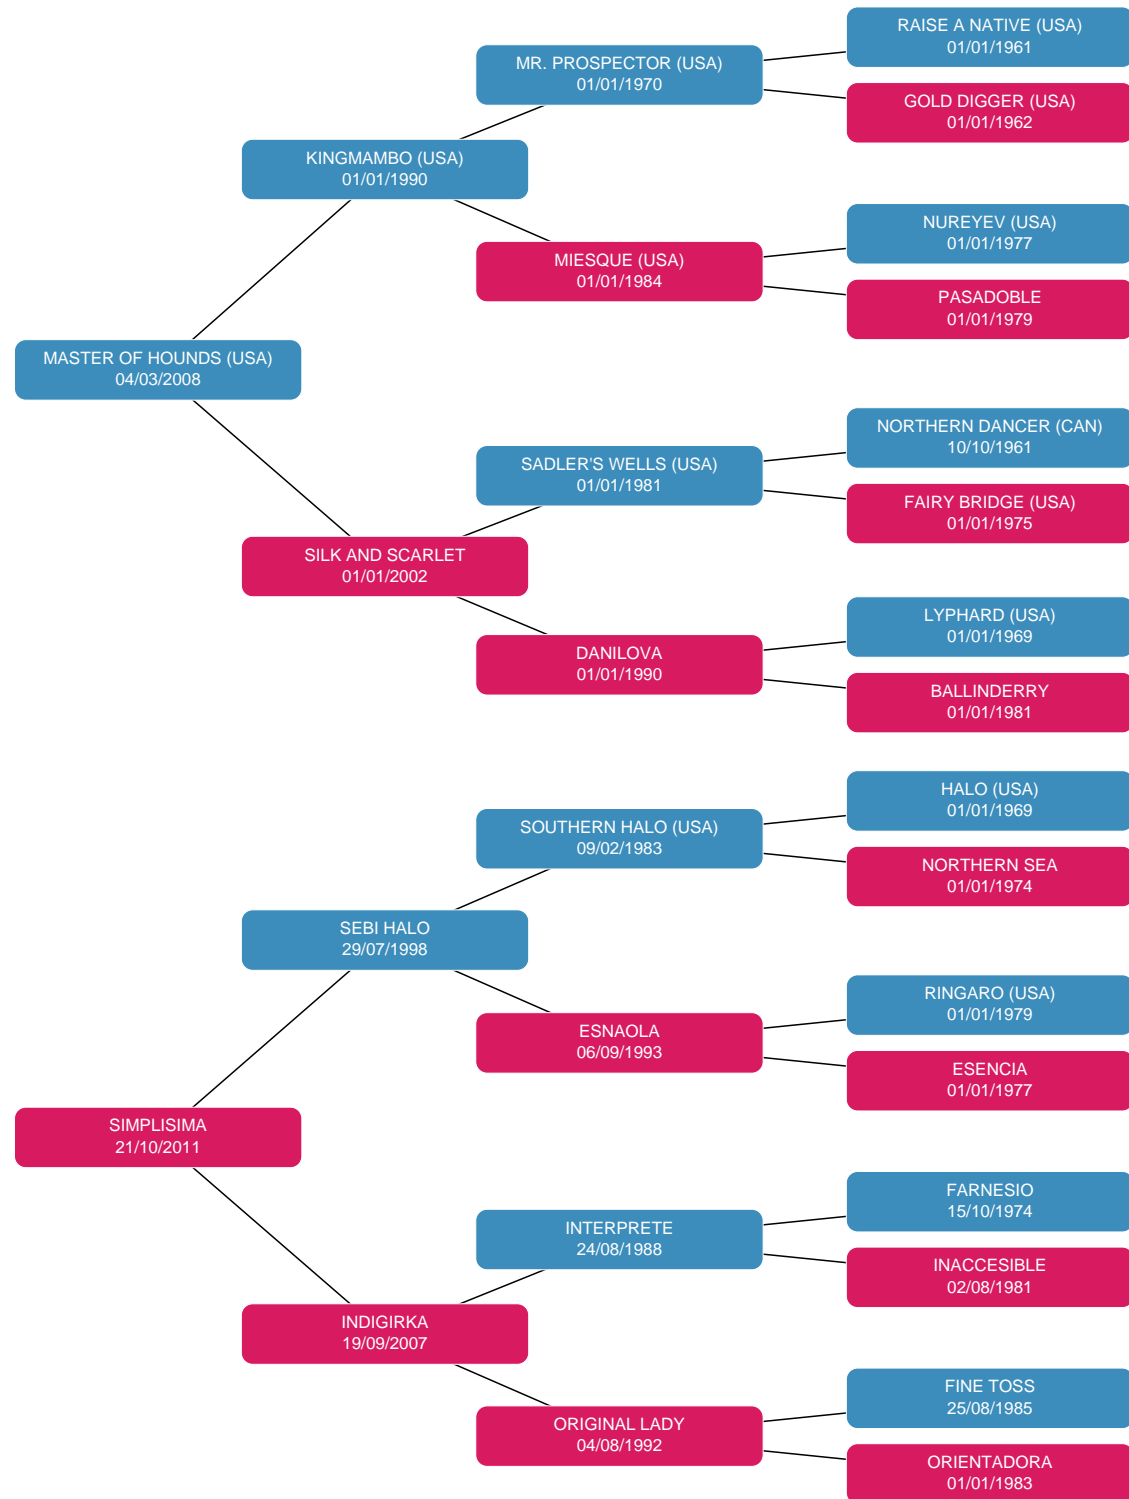 RAISE A NATIVE (USA)
01/01/1961
MR. PROSPECTOR (USA)
01/01/1970
GOLD DIGGER (USA)
01/01/1962
KINGMAMBO (USA)
01/01/1990
NUREYEV (USA)
01/01/1977
MIESQUE (USA)
01/01/1984
PASADOBLE
01/01/1979
MASTER OF HOUNDS (USA)
04/03/2008
NORTHERN DANCER (CAN)
10/10/1961
SADLER'S WELLS (USA)
01/01/1981
FAIRY BRIDGE (USA)
01/01/1975
SILK AND SCARLET
01/01/2002
LYPHARD (USA)
01/01/1969
DANILOVA
01/01/1990
BALLINDERRY
01/01/1981
HALO (USA)
01/01/1969
SOUTHERN HALO (USA)
09/02/1983
NORTHERN SEA
01/01/1974
SEBI HALO
29/07/1998
RINGARO (USA)
01/01/1979
ESNAOLA
06/09/1993
ESENCIA
01/01/1977
SIMPLISIMA
21/10/2011
FARNESIO
15/10/1974
INTERPRETE
24/08/1988
INACCESIBLE
02/08/1981
INDIGIRKA
19/09/2007
FINE TOSS
25/08/1985
ORIGINAL LADY
04/08/1992
ORIENTADORA
01/01/1983